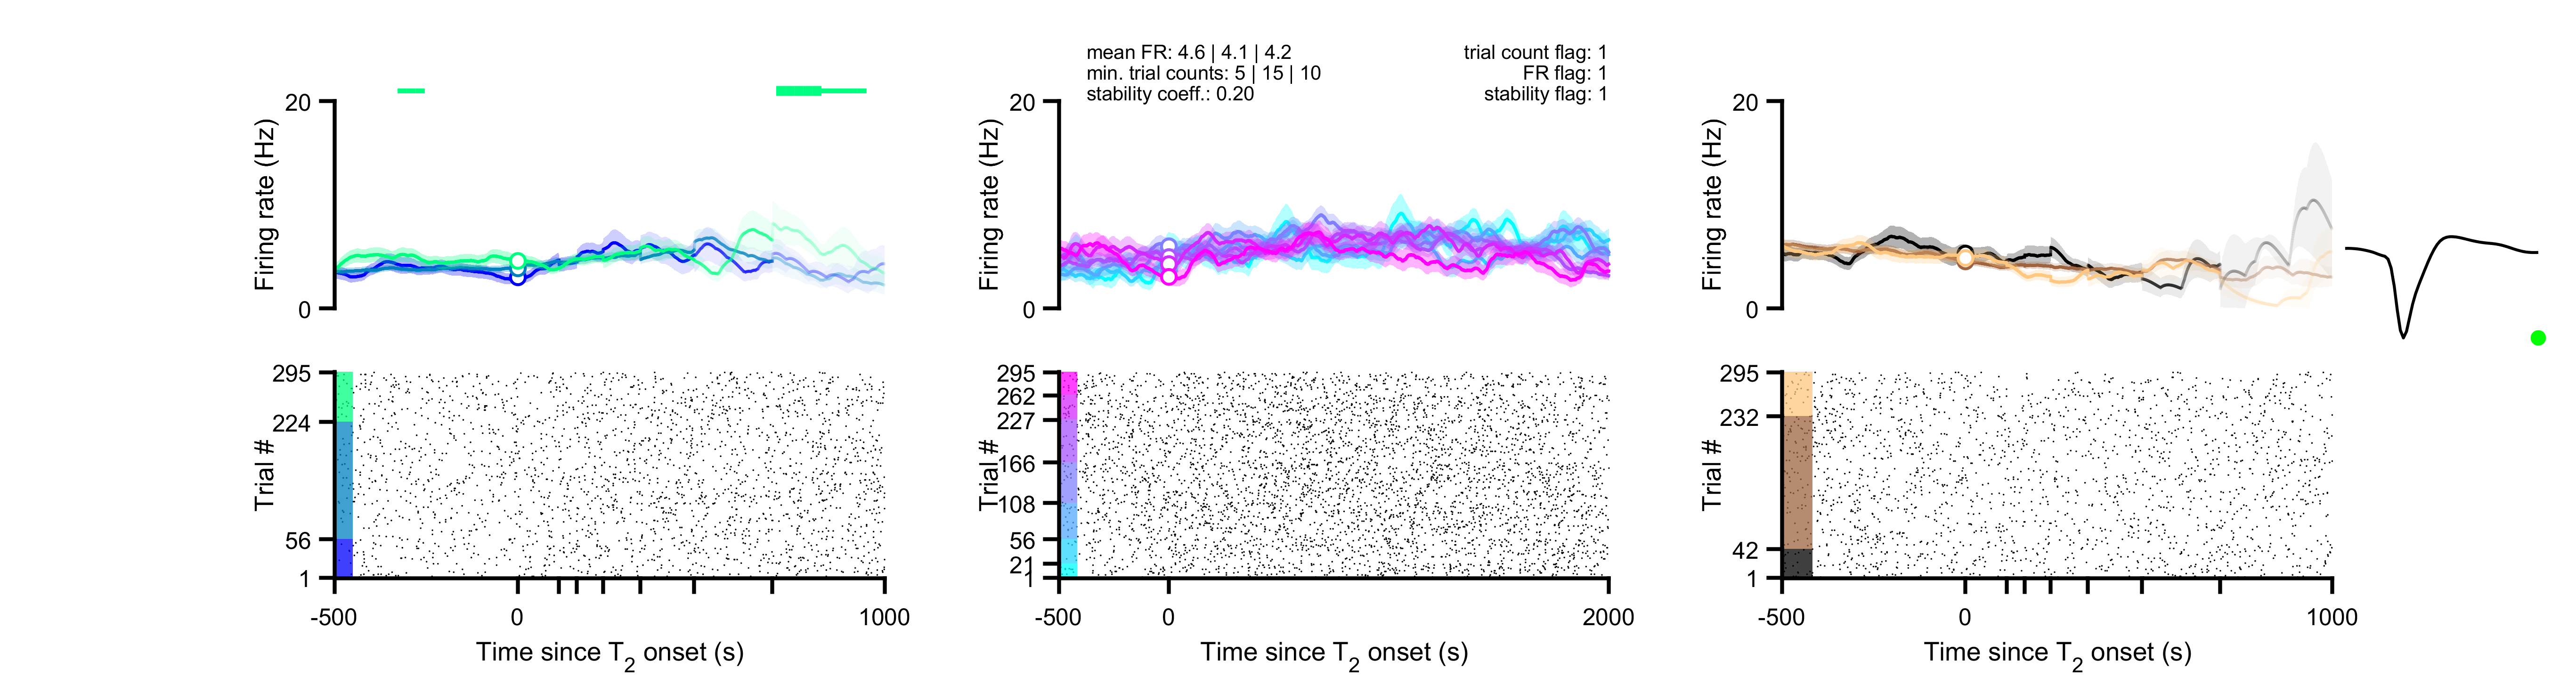 mean FR: 4.6 | 4.1 | 4.2
min. trial counts: 5 | 15 | 10
stability coeff.: 0.20
trial count flag: 1
FR flag: 1
stability flag: 1
20
0
Firing rate (Hz)
20
0
Firing rate (Hz)
20
0
Firing rate (Hz)
295
224
56
1
Trial #
-500
0
1000
Time since T2 onset (s)
295
262
227
166
108
56
21
1
Trial #
-500
0
2000
Time since T2 onset (s)
295
232
42
1
Trial #
-500
0
1000
Time since T2 onset (s)